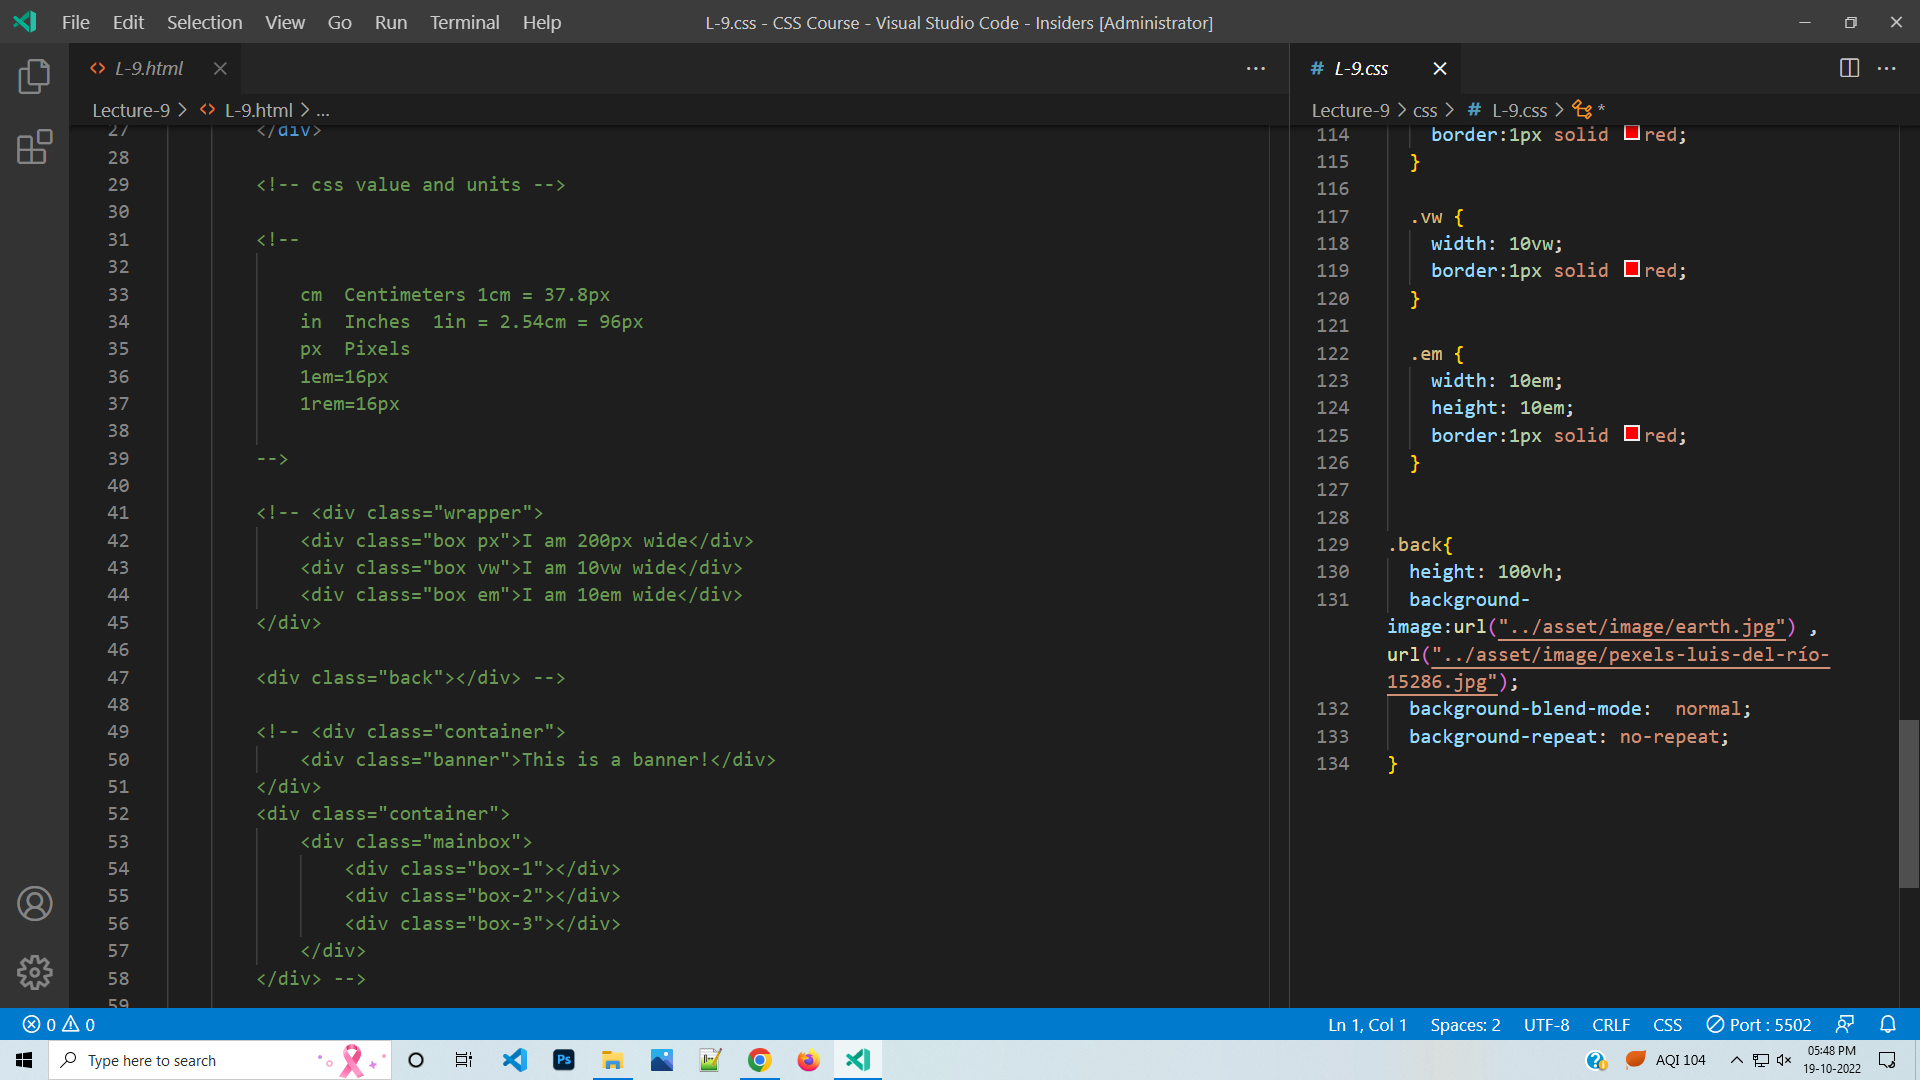 File Edit Selection View Go Run Terminal Help
L-9.css - CSS Course - Visual Studio Code - Insiders [Administrator]
L-9.html
Lecture-9 > L-9.html > ...
27 </div>
28
29 <!-- css value and units -->
30
31 <!--
32
33 cm  Centimeters 1cm = 37.8px
34 in  Inches  1in = 2.54cm = 96px
35 px  Pixels
36 1em=16px
37 1rem=16px
38
39 -->
40
41 <!-- <div class="wrapper">
42 <div class="box px">I am 200px wide</div>
43 <div class="box vw">I am 10vw wide</div>
44 <div class="box em">I am 10em wide</div>
45 </div>
46
47 <div class="back"></div> -->
48
49 <!-- <div class="container">
50 <div class="banner">This is a banner!</div>
51 </div>
52 <div class="container">
53 <div class="mainbox">
54 <div class="box-1"></div>
55 <div class="box-2"></div>
56 <div class="box-3"></div>
57 </div>
58 </div> -->
59
# L-9.css
Lecture-9 > css > # L-9.css > *
114 border:1px solid red;
115 }
116
117 .vw {
118 width: 10vw;
119 border:1px solid red;
120 }
121
122 .em {
123 width: 10em;
124 height: 10em;
125 border:1px solid red;
126 }
127
128
129 .back{
130 height: 100vh;
131 background-
image:url("../asset/image/earth.jpg") ,
url("../asset/image/pexels-luis-del-río-
15286.jpg");
132 background-blend-mode:  normal;
133 background-repeat: no-repeat;
134 }
0 0
Ln 1, Col 1 Spaces: 2 UTF-8 CRLF CSS Port : 5502
Type here to search
Ps
AQI 104
05:48 PM
19-10-2022